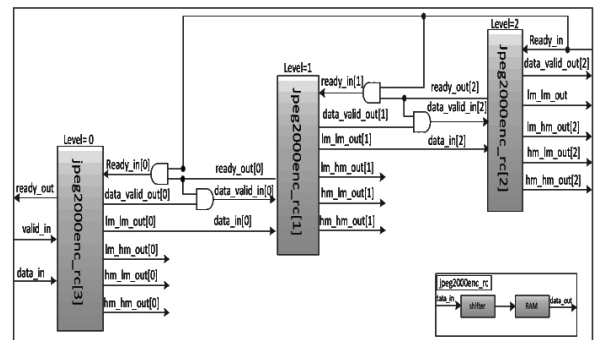 Level=2
Ready_in
data_valid_out[2]
lm_lm_out
lm_hm_out[2]
hm_lm_out[2]
hm_hm_out[2]
jpeg2000enc_rc[2]
Level=1
ready_in[1]
ready_out[2]
data_valid_in[2]
data_valid_out[1]
lm_lm_out[1]
data_in[2]
lm_hm_out[1]
hm_lm_out[1]
hm_hm_out[1]
Jpeg2000enc_rc[1]
Level= 0
Ready_in[0]
ready_out[0]
ready_out
data_valid_out[0]
data_valid_in[0]
valid_in
lm_lm_out[0]
data_in[0]
lm_hm_out[0]
data_in
hm_lm_out[0]
hm_hm_out[0]
jpeg2000enc_rc[3]
jpeg2000enc_rc
data_in
shifter
RAM
data_out